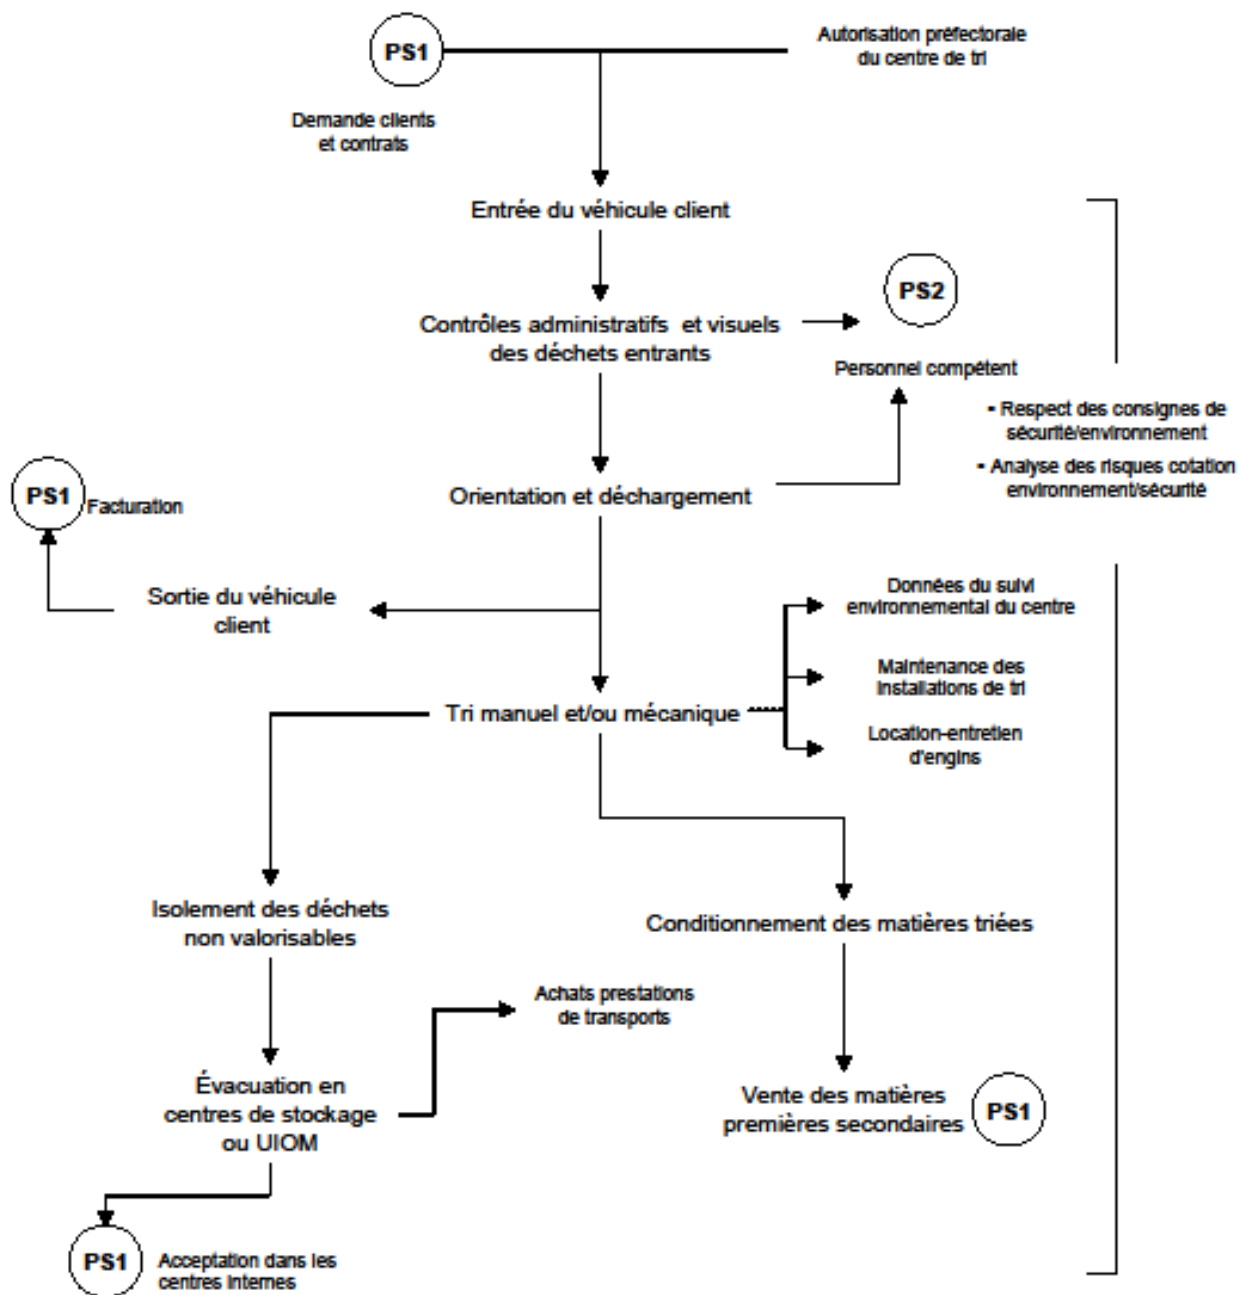 PS1
Autorisation préfectorale
du centre de tri
Demande clients
et contrats
Entrée du véhicule client
PS2
Contrôles administratifs et visuels
des déchets entrants
Personnel compétent
- Respect des consignes de
sécurité/environnement
- Analyse des risques cotation
environnement/sécurité
Orientation et déchargement
PS1
Facturation
Sortie du véhicule
client
Données du suivi
environnemental du centre
Maintenance des
installations de tri
Location-entretien
d'engins
Tri manuel et/ou mécanique
Isolement des déchets
non valorisables
Conditionnement des matières triées
Achats prestations
de transports
Évacuation en
centres de stockage
ou UIOM
Vente des matières
premières secondaires
PS1
PS1
Acceptation dans les
centres internes